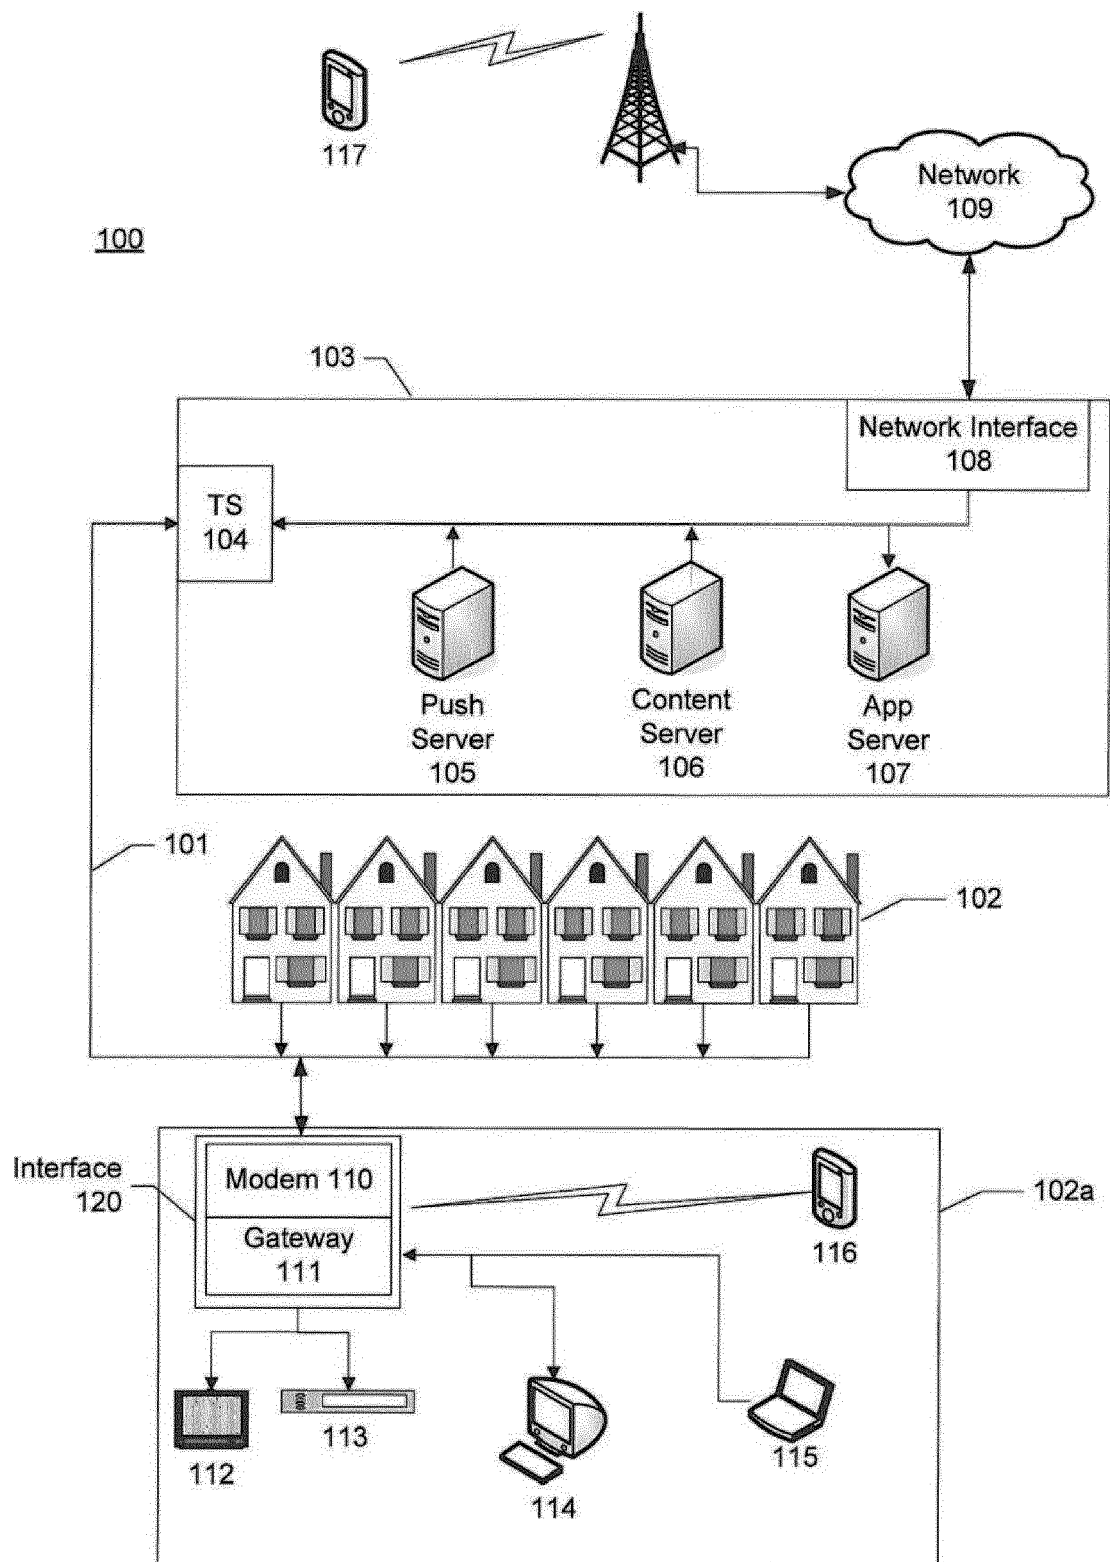 117
Network
109
100
103
Network Interface
108
TS
104
Push
Server
105
Content
Server
106
App
Server
107
101
102
Interface
120
Modem 110
Gateway
111
116
102a
112
113
114
115